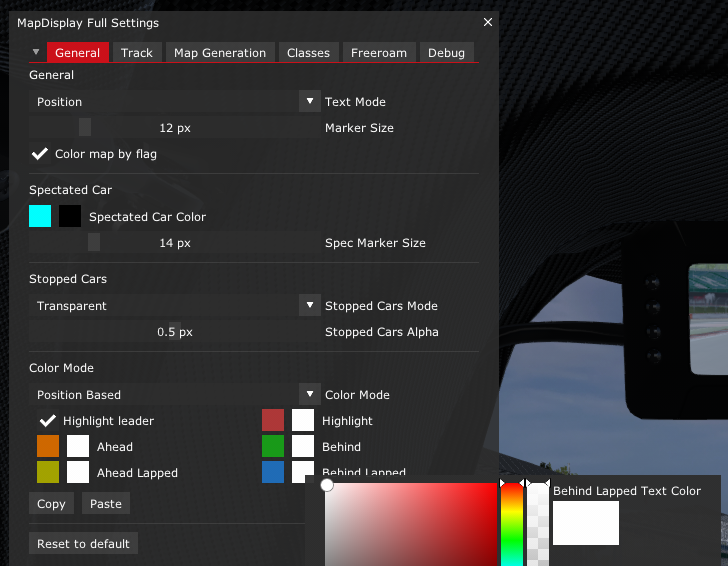 MapDisplay Full Settings
General Track Map Generation Classes Freeroam Debug
General
Position Text Mode
12 px Marker Size
Color map by flag
Spectated Car
Spectated Car Color
14 px Spec Marker Size
Stopped Cars
Transparent Stopped Cars Mode
0.5 px Stopped Cars Alpha
Color Mode
Position Based Color Mode
Highlight leader Highlight
Ahead Behind
Ahead Lapped Behind Lapped
Copy Paste
Behind Lapped Text Color
Reset to default